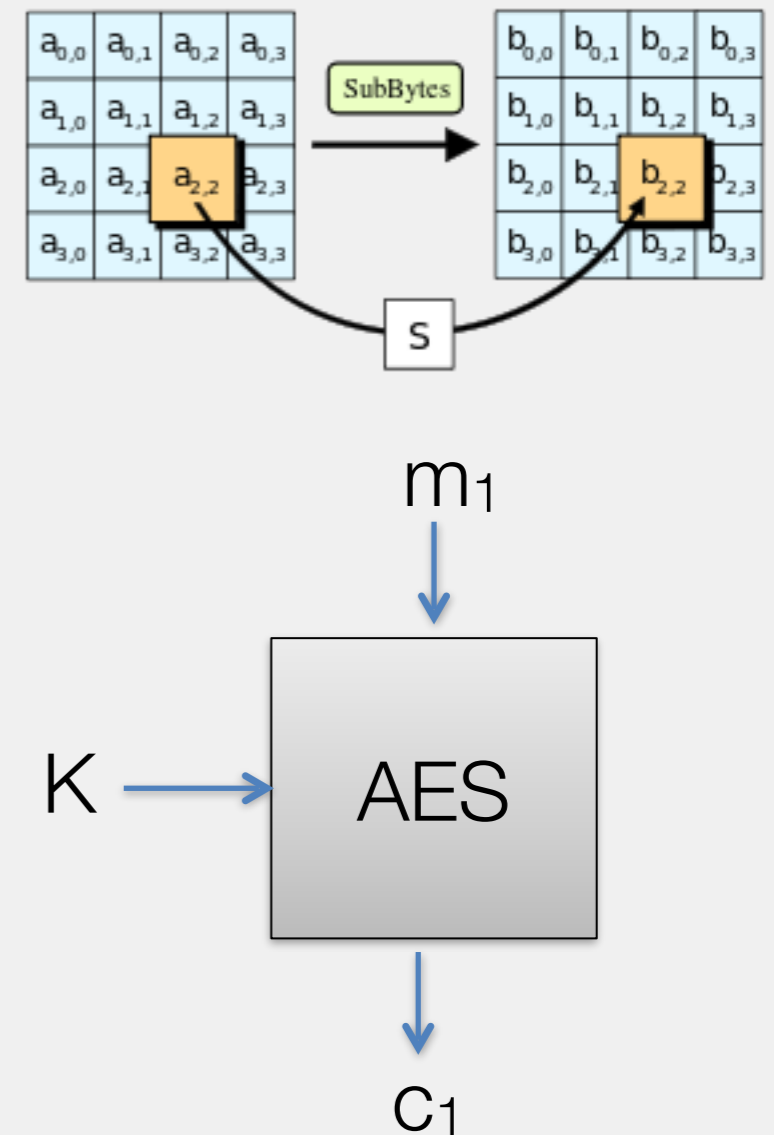 a0,0 a0,1 a0,2 a0,3 b0,0 b0,1 b0,2 b0,3
SubBytes
a1,0 a1,1 a1,2 a1,3 b1,0 b1,1 b1,2 b1,3
a2,0 a2,1 a2,2 a2,3 b2,0 b2,1 b2,2 b2,3
a3,0 a3,1 a3,2 a3,3 b3,0 b3,1 b3,2 b3,3
S
m1
K AES
c1